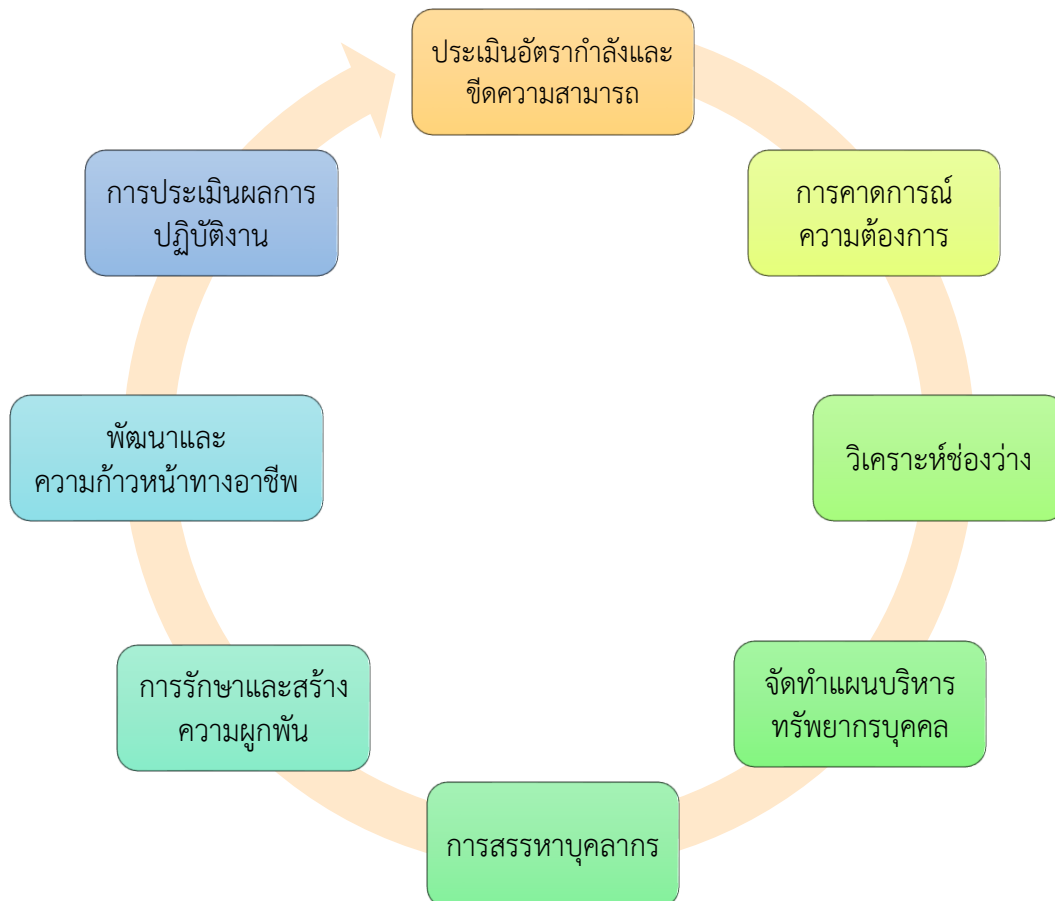 ประเมินอัตรากำลังและ
ขีดความสามารถ
การคาดการณ์
ความต้องการ
วิเคราะห์ช่องว่าง
จัดทำแผนบริหาร
ทรัพยากรบุคคล
การสรรหาบุคลากร
การรักษาและสร้าง
ความผูกพัน
พัฒนาและ
ความก้าวหน้าทางอาชีพ
การประเมินผลการ
ปฏิบัติงาน